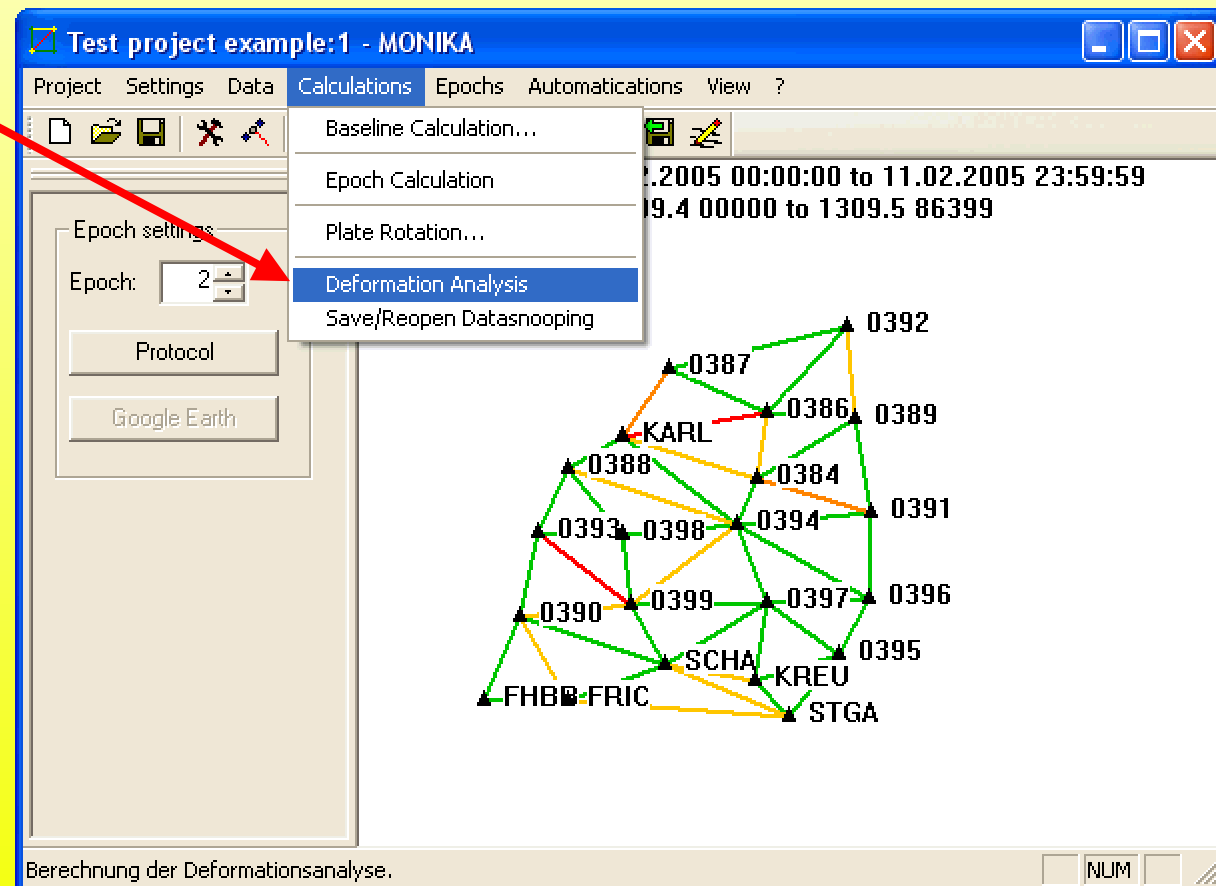 Test project example:1 - MONIKA
Project Settings Data Calculations Epochs Automatications View ?
Baseline Calculation...
Epoch Calculation
Plate Rotation...
Deformation Analysis
Save/Reopen Datasnooping
.2005 00:00:00 to 11.02.2005 23:59:59
9.4 00000 to 1309.5 86399
Epoch settings
Epoch: 2
Protocol
Google Earth
0392
0387
0386
0389
KARL
0388
0384
0391
0393
0398
0394
0390
0399
0397
0396
0395
SCHA
KREU
FHBB
FRIC
STGA
Berechnung der Deformationsanalyse.
NUM